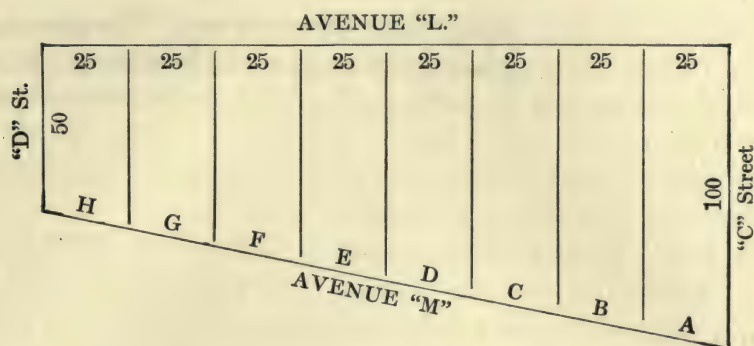 AVENUE “L.”
25 25 25 25 25 25 25 25
“D” St.
50
100
“C” Street
H G F E D C B A
AVENUE “M”